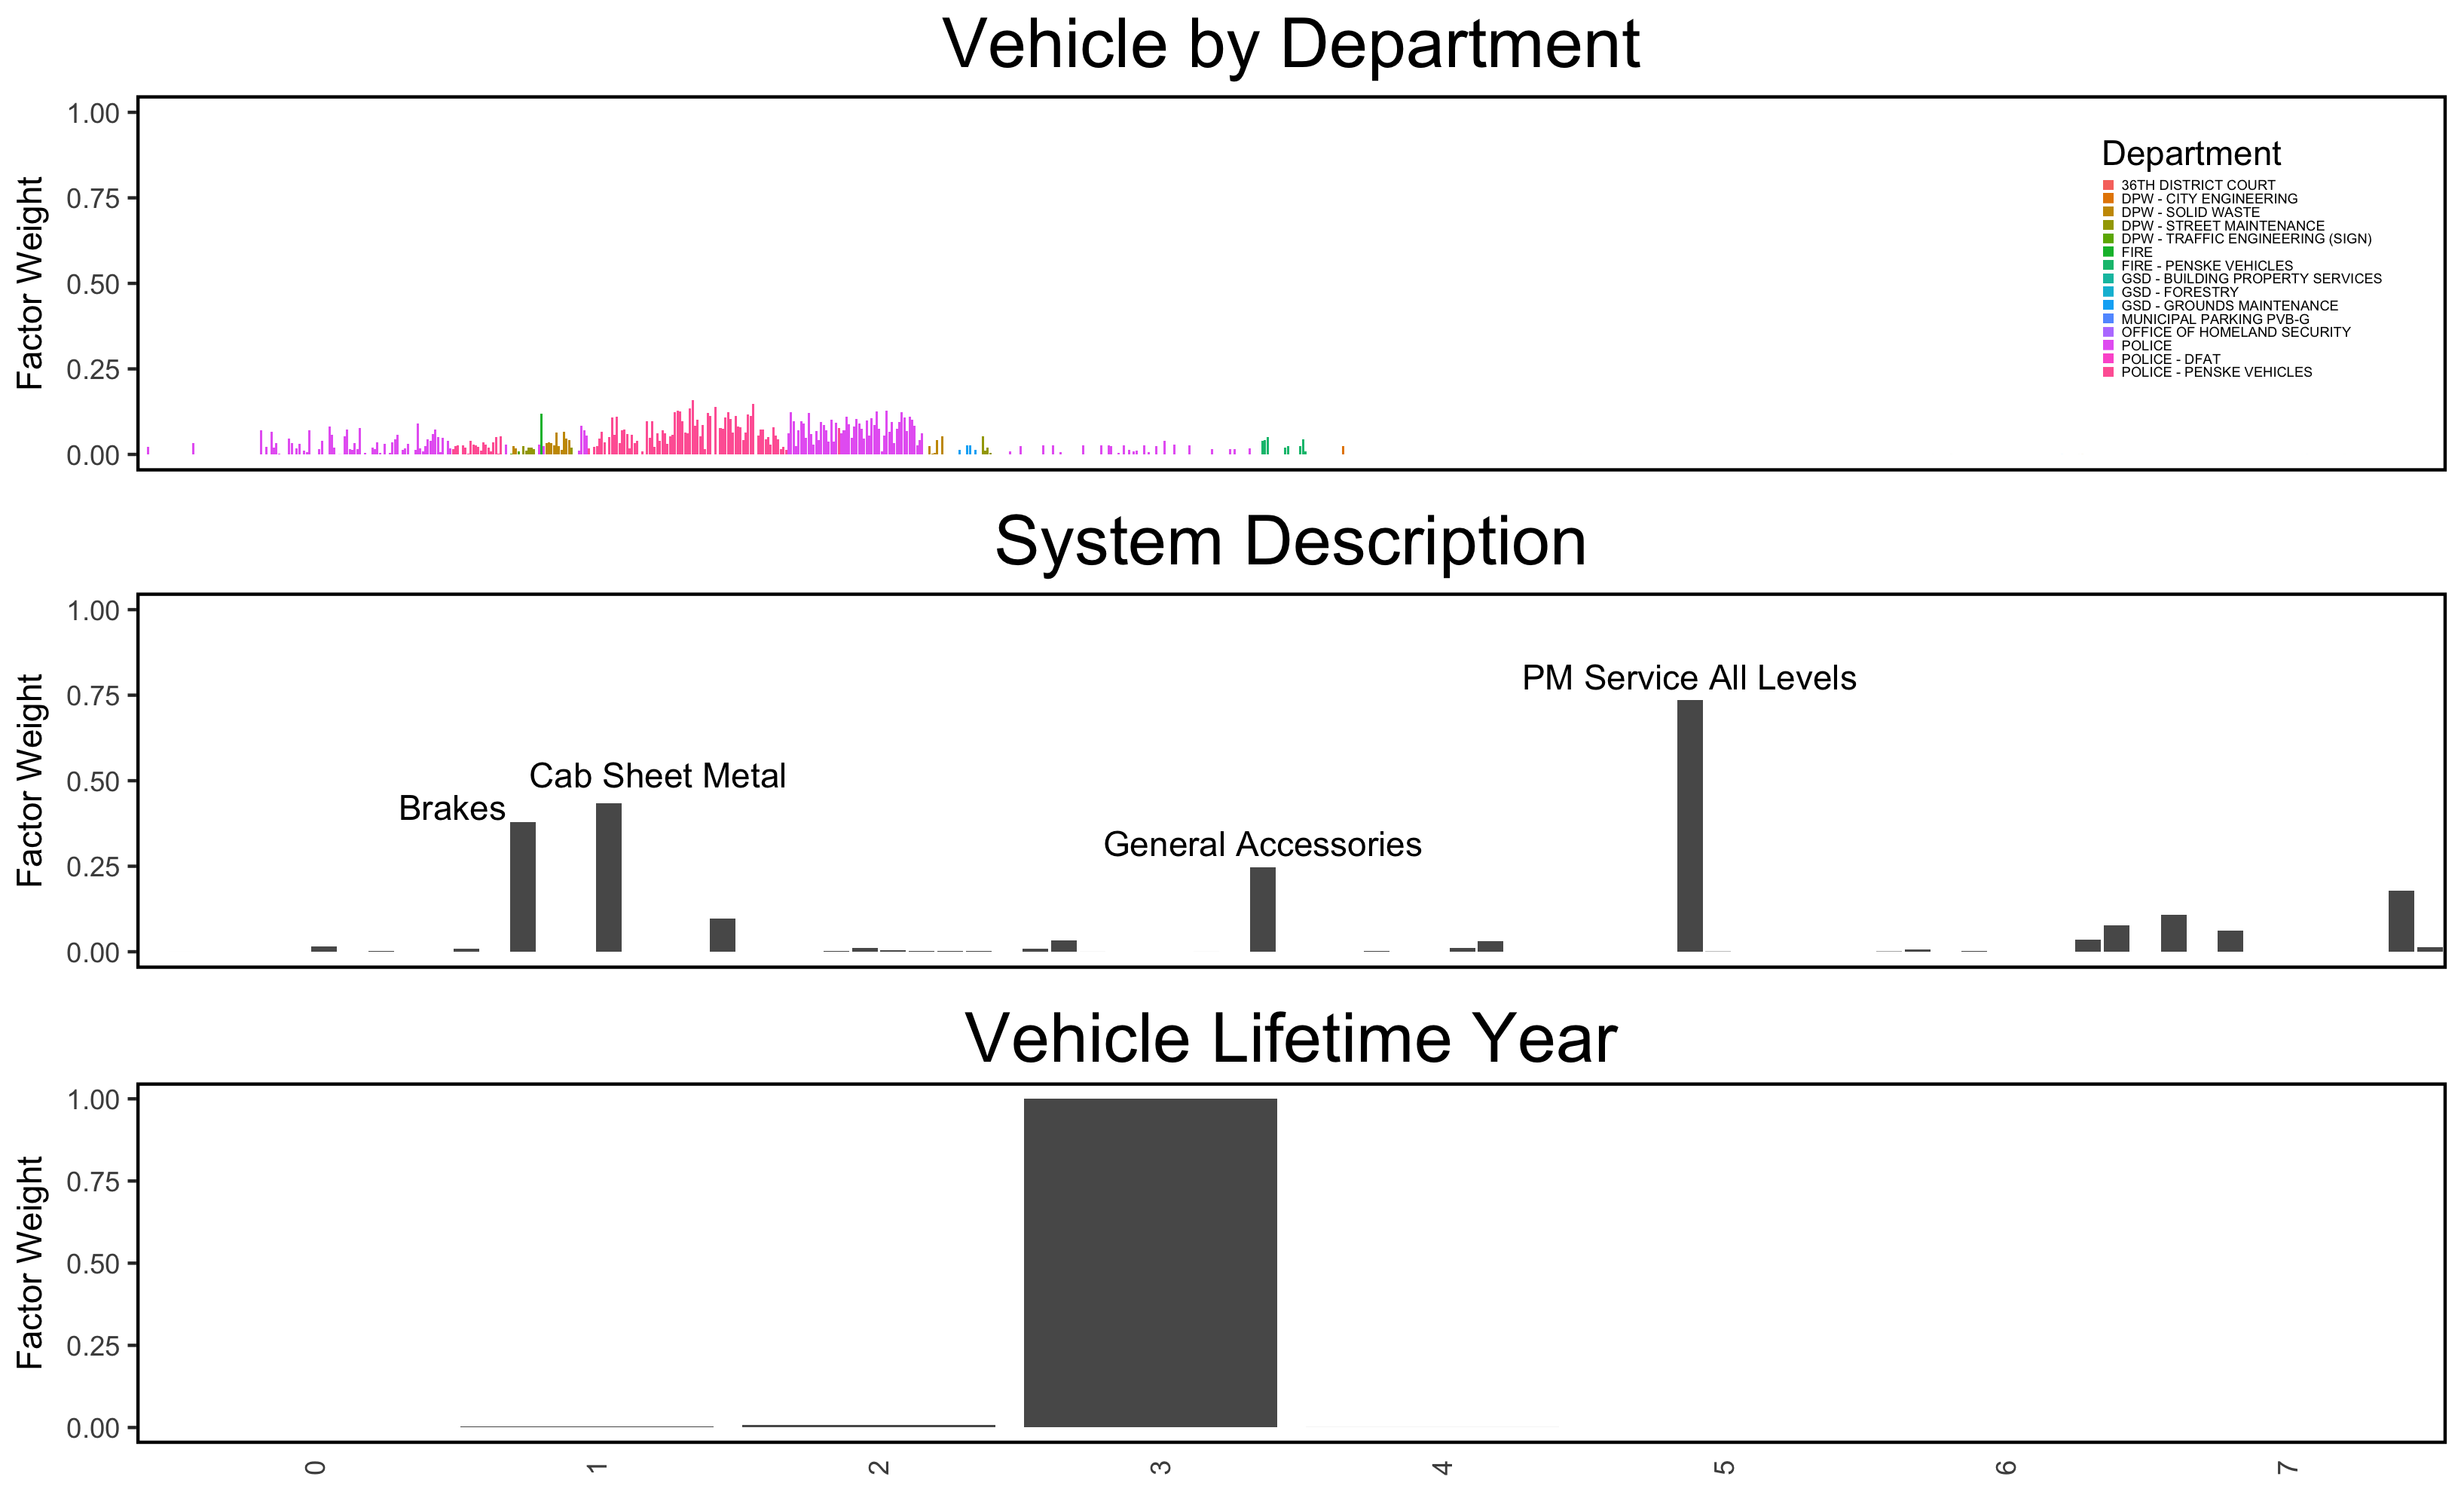 Vehicle by Department
Factor Weight
1.00
0.75
0.50
0.25
0.00
Department
36TH DISTRICT COURT
DPW - CITY ENGINEERING
DPW - SOLID WASTE
DPW - STREET MAINTENANCE
DPW - TRAFFIC ENGINEERING (SIGN)
FIRE
FIRE - PENSKE VEHICLES
GSD - BUILDING PROPERTY SERVICES
GSD - FORESTRY
GSD - GROUNDS MAINTENANCE
MUNICIPAL PARKING PVB-G
OFFICE OF HOMELAND SECURITY
POLICE
POLICE - DFAT
POLICE - PENSKE VEHICLES
System Description
Factor Weight
1.00
0.75
0.50
0.25
0.00
PM Service All Levels
Cab Sheet Metal
Brakes
General Accessories
Vehicle Lifetime Year
Factor Weight
1.00
0.75
0.50
0.25
0.00
0
1
2
3
4
5
6
7